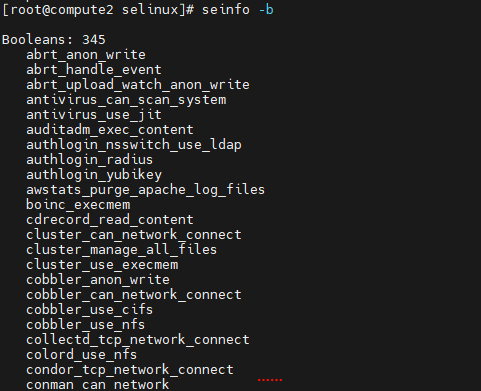 [root@compute2 selinux]# seinfo -b
Booleans: 345
abrt_anon_write
abrt_handle_event
abrt_upload_watch_anon_write
antivirus_can_scan_system
antivirus_use_jit
auditadm_exec_content
authlogin_nsswitch_use_ldap
authlogin_radius
authlogin_yubikey
awstats_purge_apache_log_files
boinc_execmem
cdrecord_read_content
cluster_can_network_connect
cluster_manage_all_files
cluster_use_execmem
cobbler_anon_write
cobbler_can_network_connect
cobbler_use_cifs
cobbler_use_nfs
collectd_tcp_network_connect
colord_use_nfs
condor_tcp_network_connect
conman_can_network ......